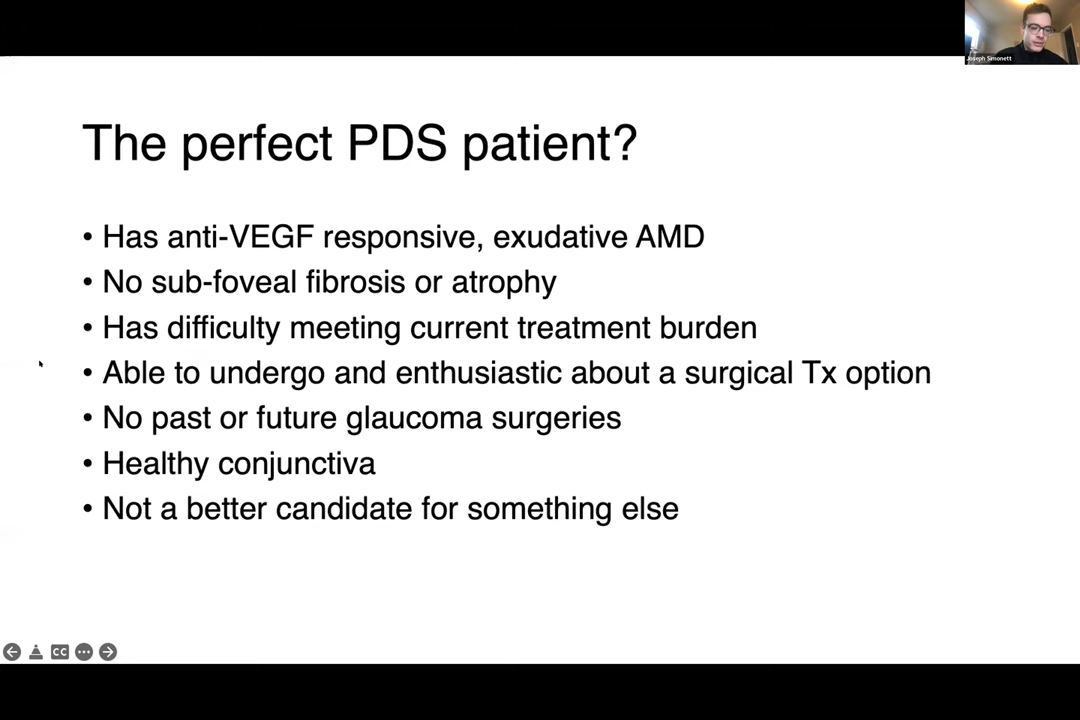 Joseph Simonett
The perfect PDS patient?
• Has anti-VEGF responsive, exudative AMD
• No sub-foveal fibrosis or atrophy
• Has difficulty meeting current treatment burden
• Able to undergo and enthusiastic about a surgical Tx option
• No past or future glaucoma surgeries
• Healthy conjunctiva
• Not a better candidate for something else
CC